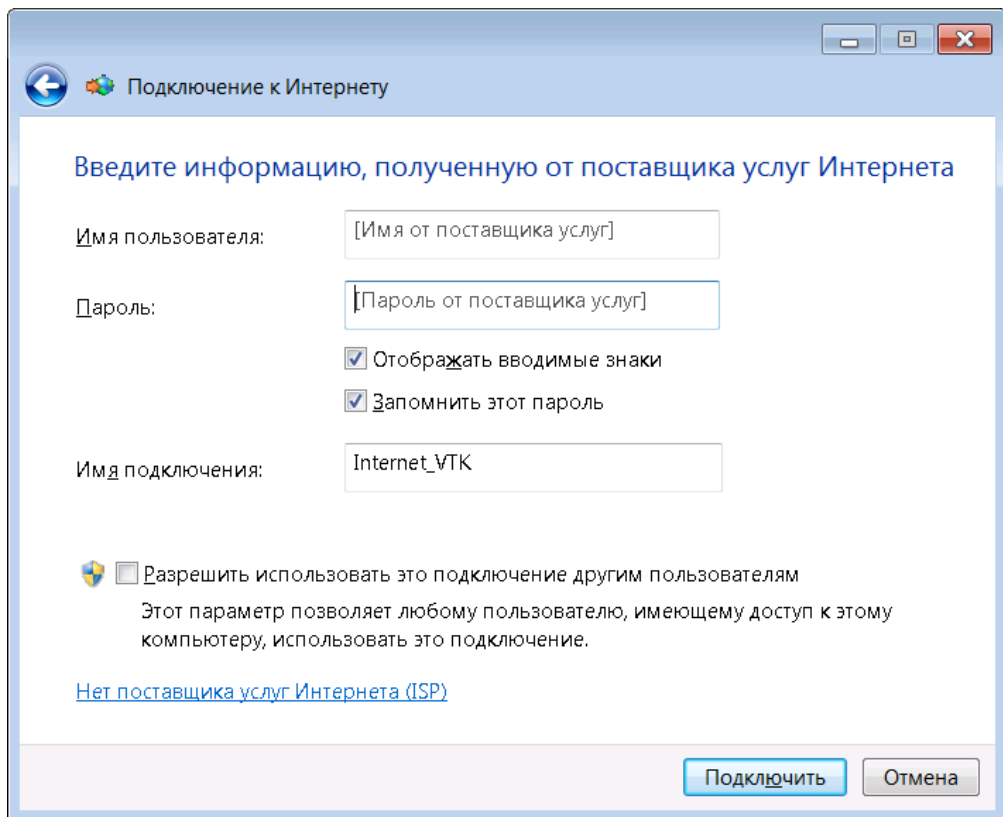 Подключение к Интернету
Введите информацию, полученную от поставщика услуг Интернета
Имя пользователя:
[Имя от поставщика услуг]
Пароль:
[Пароль от поставщика услуг]
Отображать вводимые знаки
Запомнить этот пароль
Имя подключения:
Internet_VTK
Разрешить использовать это подключение другим пользователям
Этот параметр позволяет любому пользователю, имеющему доступ к этому
компьютеру, использовать это подключение.
Нет поставщика услуг Интернета (ISP)
Подключить
Отмена